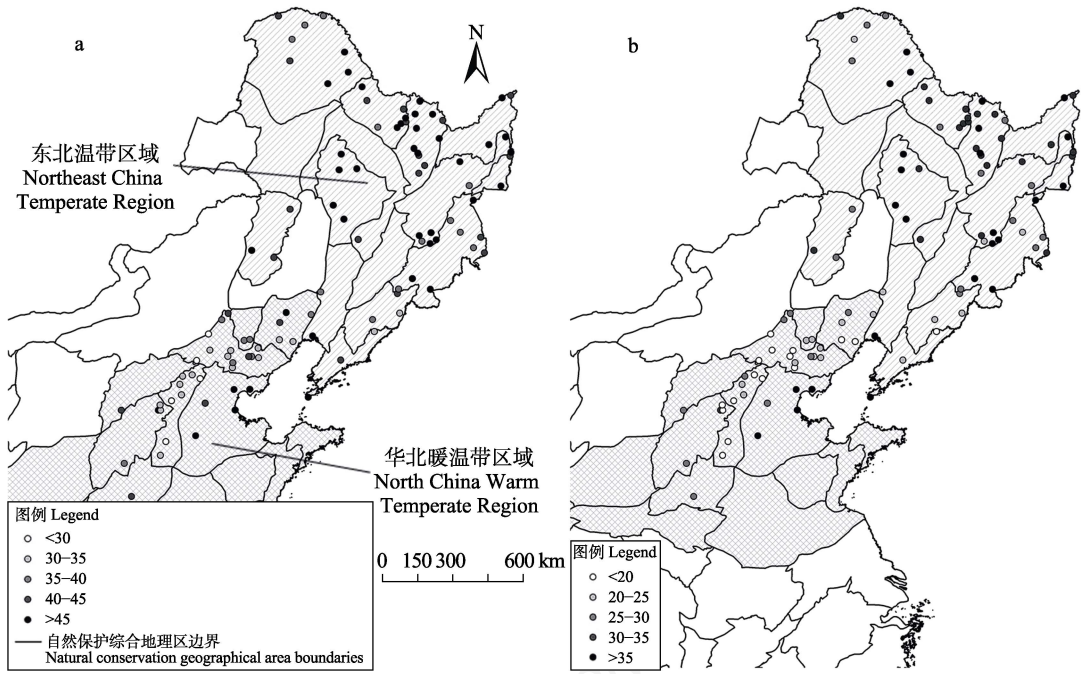 a
N
b
东北温带区域
Northeast China
Temperate Region
华北暖温带区域
North China Warm
Temperate Region
图例 Legend
<30
30−35
35−40
40−45
>45
自然保护综合地理区边界
Natural conservation geographical area boundaries
0 150 300 600 km
图例 Legend
<20
20−25
25−30
30−35
>35